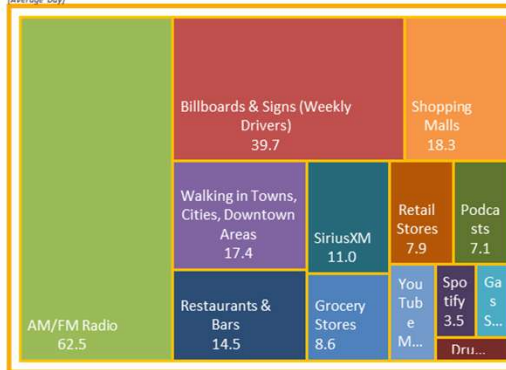 (Average Day)
AM/FM Radio
62.5
Billboards & Signs (Weekly
Drivers)
39.7
Shopping
Malls
18.3
Walking in Towns,
Cities, Downtown
Areas
17.4
SiriusXM
11.0
Retail
Stores
7.9
Podca
sts
7.1
Restaurants &
Bars
14.5
Grocery
Stores
8.6
You
Tub
e
M...
Spo
tify
3.5
Ga
s
S...
Dru...